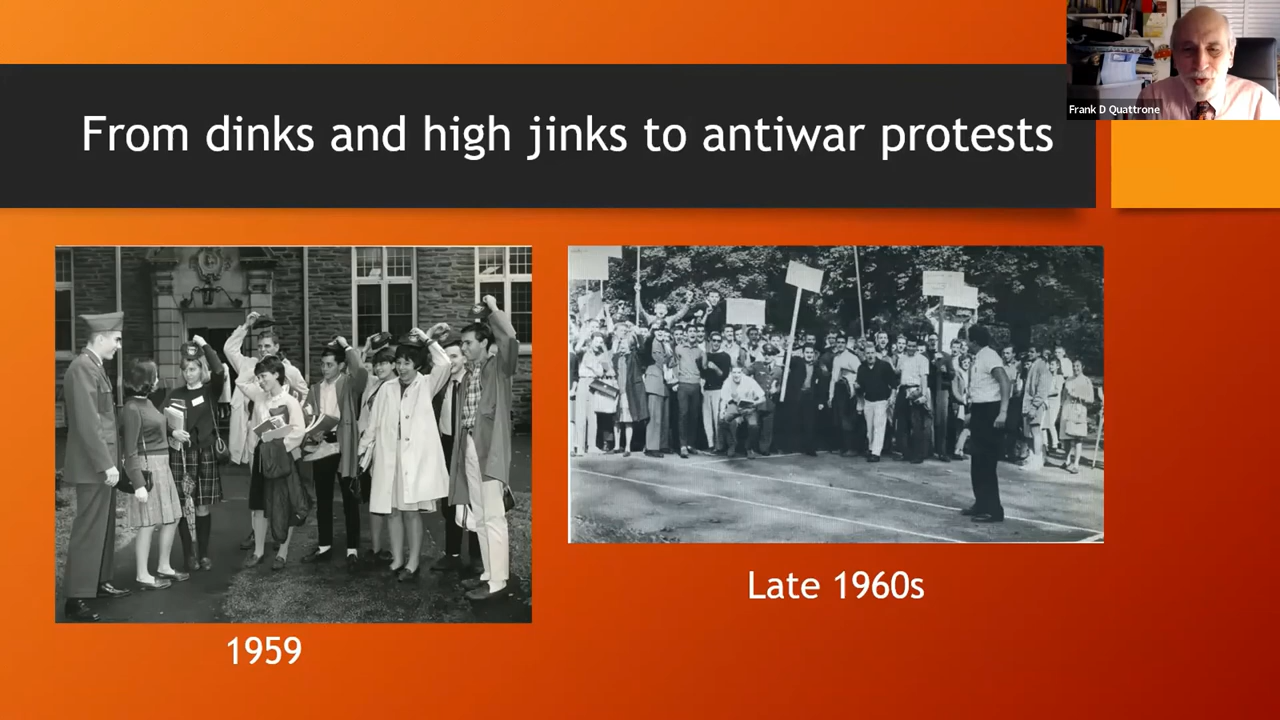 Frank D Quattrone
From dinks and high jinks to antiwar protests
Late 1960s
1959